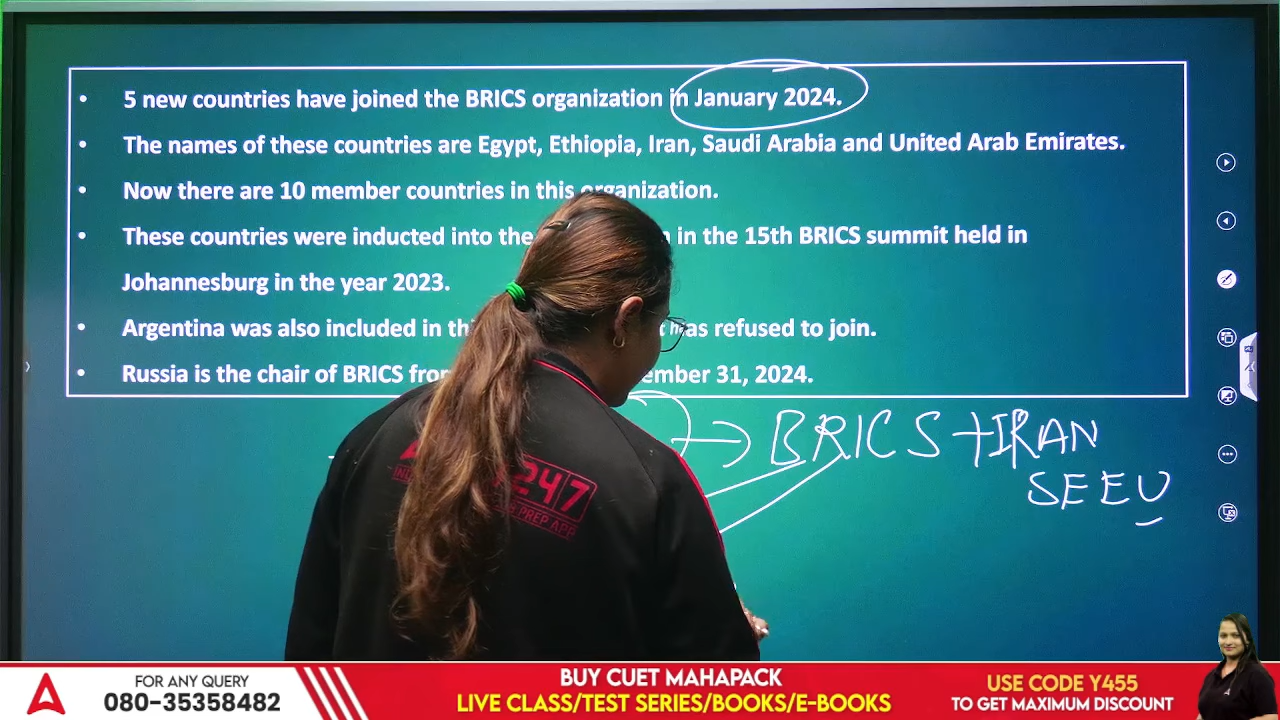 • 5 new countries have joined the BRICS organization in January 2024.
• The names of these countries are Egypt, Ethiopia, Iran, Saudi Arabia and United Arab Emirates.
• Now there are 10 member countries in this organization.
• These countries were inducted into the in the 15th BRICS summit held in
Johannesburg in the year 2023.
• Argentina was also included in has refused to join.
• Russia is the chair of BRICS 31, 2024.
BRICS + IRAN
SEEU
247
PREP APP
FOR ANY QUERY
080-35358482
BUY CUET MAHAPACK
LIVE CLASS/TEST SERIES/BOOKS/E-BOOKS
USE CODE Y455
TO GET MAXIMUM DISCOUNT